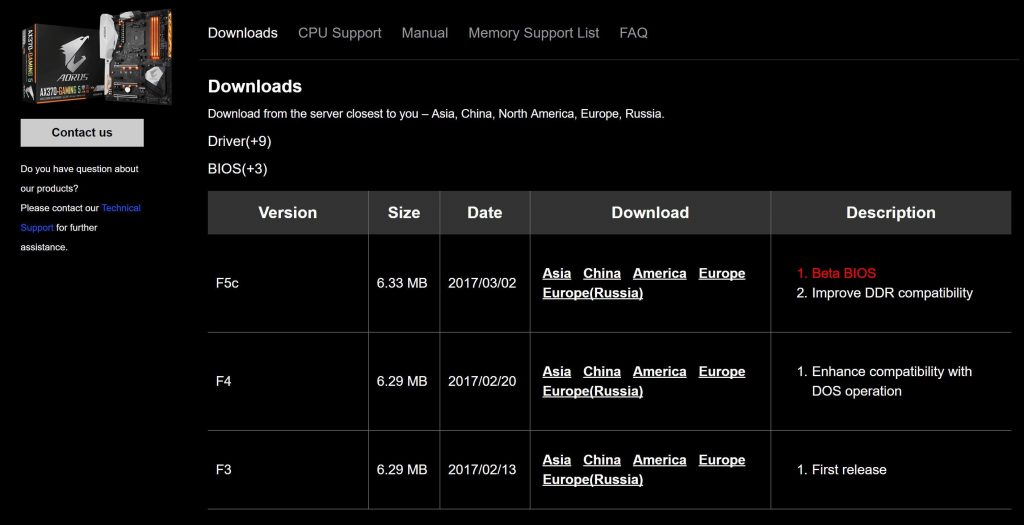 AORUS
AX370-GAMING 5
Contact us
Do you have question about
our products?
Please contact our Technical
Support for further
assistance.
Downloads CPU Support Manual Memory Support List FAQ
Downloads
Download from the server closest to you – Asia, China, North America, Europe, Russia.
Driver(+9)
BIOS(+3)
Version Size Date Download Description
F5c 6.33 MB 2017/03/02 Asia China America Europe
Europe(Russia)
1. Beta BIOS
2. Improve DDR compatibility
F4 6.29 MB 2017/02/20 Asia China America Europe
Europe(Russia)
1. Enhance compatibility with
DOS operation
F3 6.29 MB 2017/02/13 Asia China America Europe
Europe(Russia)
1. First release